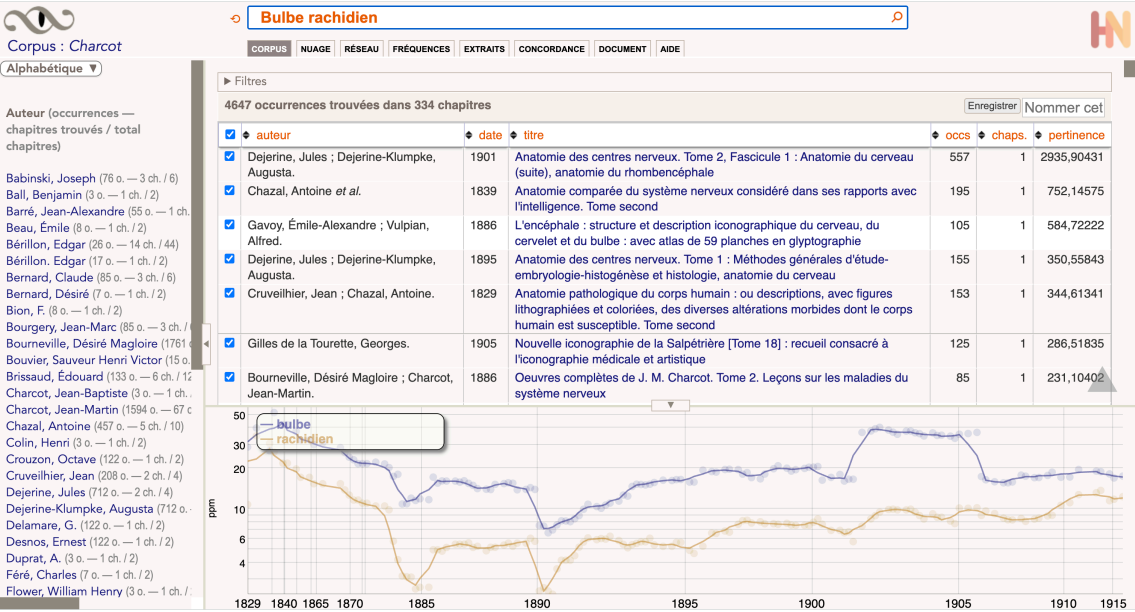 Bulbe rachidien
HN
Corpus : Charcot
CORPUS NUAGE RÉSEAU FRÉQUENCES EXTRAITS CONCORDANCE DOCUMENT AIDE
Alphabétique ▼
Auteur (occurrences —
chapitres trouvés / total
chapitres)
Babinski, Joseph (76 o. — 3 ch. / 6)
Ball, Benjamin (3 o. — 1 ch. / 2)
Barré, Jean-Alexandre (55 o. — 1 ch.
Beau, Émile (8 o. — 1 ch. / 2)
Bérillon, Edgar (26 o. — 14 ch. / 44)
Bérillon. Edgar (17 o. — 1 ch. / 2)
Bernard, Claude (85 o. — 3 ch. / 6)
Bernard, Désiré (7 o. — 1 ch. / 2)
Bion, F. (8 o. — 1 ch. / 2)
Bourgery, Jean-Marc (85 o. — 3 ch. /
Bourneville, Désiré Magloire (1761
Bouvier, Sauveur Henri Victor (15 o.
Brissaud, Édouard (133 o. — 6 ch. / 12
Charcot, Jean-Baptiste (3 o. — 1 ch.
Charcot, Jean-Martin (1594 o. — 67 c
Chazal, Antoine (457 o. — 5 ch. / 10)
Colin, Henri (3 o. — 1 ch. / 2)
Crouzon, Octave (122 o. — 1 ch. / 2)
Cruveilhier, Jean (208 o. — 2 ch. / 4)
Dejerine, Jules (712 o. — 2 ch. / 4)
Dejerine-Klumpke, Augusta (712 o.
Delamare, G. (122 o. — 1 ch. / 2)
Desnos, Ernest (122 o. — 1 ch. / 2)
Duprat, A. (3 o. — 1 ch. / 2)
Féré, Charles (7 o. — 1 ch. / 2)
Flower, William Henry (3 o. — 1 ch. /
▶ Filtres
4647 occurrences trouvées dans 334 chapitres
Enregistrer Nommer cet
auteur date titre occs chaps. pertinence
Dejerine, Jules ; Dejerine-Klumpke, 1901 Anatomie des centres nerveux. Tome 2, Fascicule 1 : Anatomie du cerveau 557 1 2935,90431
Augusta. (suite), anatomie du rhombencéphale
Chazal, Antoine et al. 1839 Anatomie comparée du système nerveux considéré dans ses rapports avec 195 1 752,14575
l'intelligence. Tome second
Gavoy, Émile-Alexandre ; Vulpian, 1886 L'encéphale : structure et description iconographique du cerveau, du 105 1 584,72222
Alfred. cervelet et du bulbe : avec atlas de 59 planches en glyptographie
Dejerine, Jules ; Dejerine-Klumpke, 1895 Anatomie des centres nerveux. Tome 1 : Méthodes générales d'étude- 155 1 350,55843
Augusta. embryologie-histogénèse et histologie, anatomie du cerveau
Cruveilhier, Jean ; Chazal, Antoine. 1829 Anatomie pathologique du corps humain : ou descriptions, avec figures 153 1 344,61341
lithographiées et coloriées, des diverses altérations morbides dont le corps
humain est susceptible. Tome second
Gilles de la Tourette, Georges. 1905 Nouvelle iconographie de la Salpétrière [Tome 18] : recueil consacré à 125 1 286,51835
l'iconographie médicale et artistique
Bourneville, Désiré Magloire ; Charcot, 1886 Oeuvres complètes de J. M. Charcot. Tome 2. Leçons sur les maladies du 85 1 231,10402
Jean-Martin. système nerveux
bulbe
rachidien
ppm
50
30
20
10
6
4
1829 1840 1865 1870 1885 1890 1895 1900 1905 1910 1915